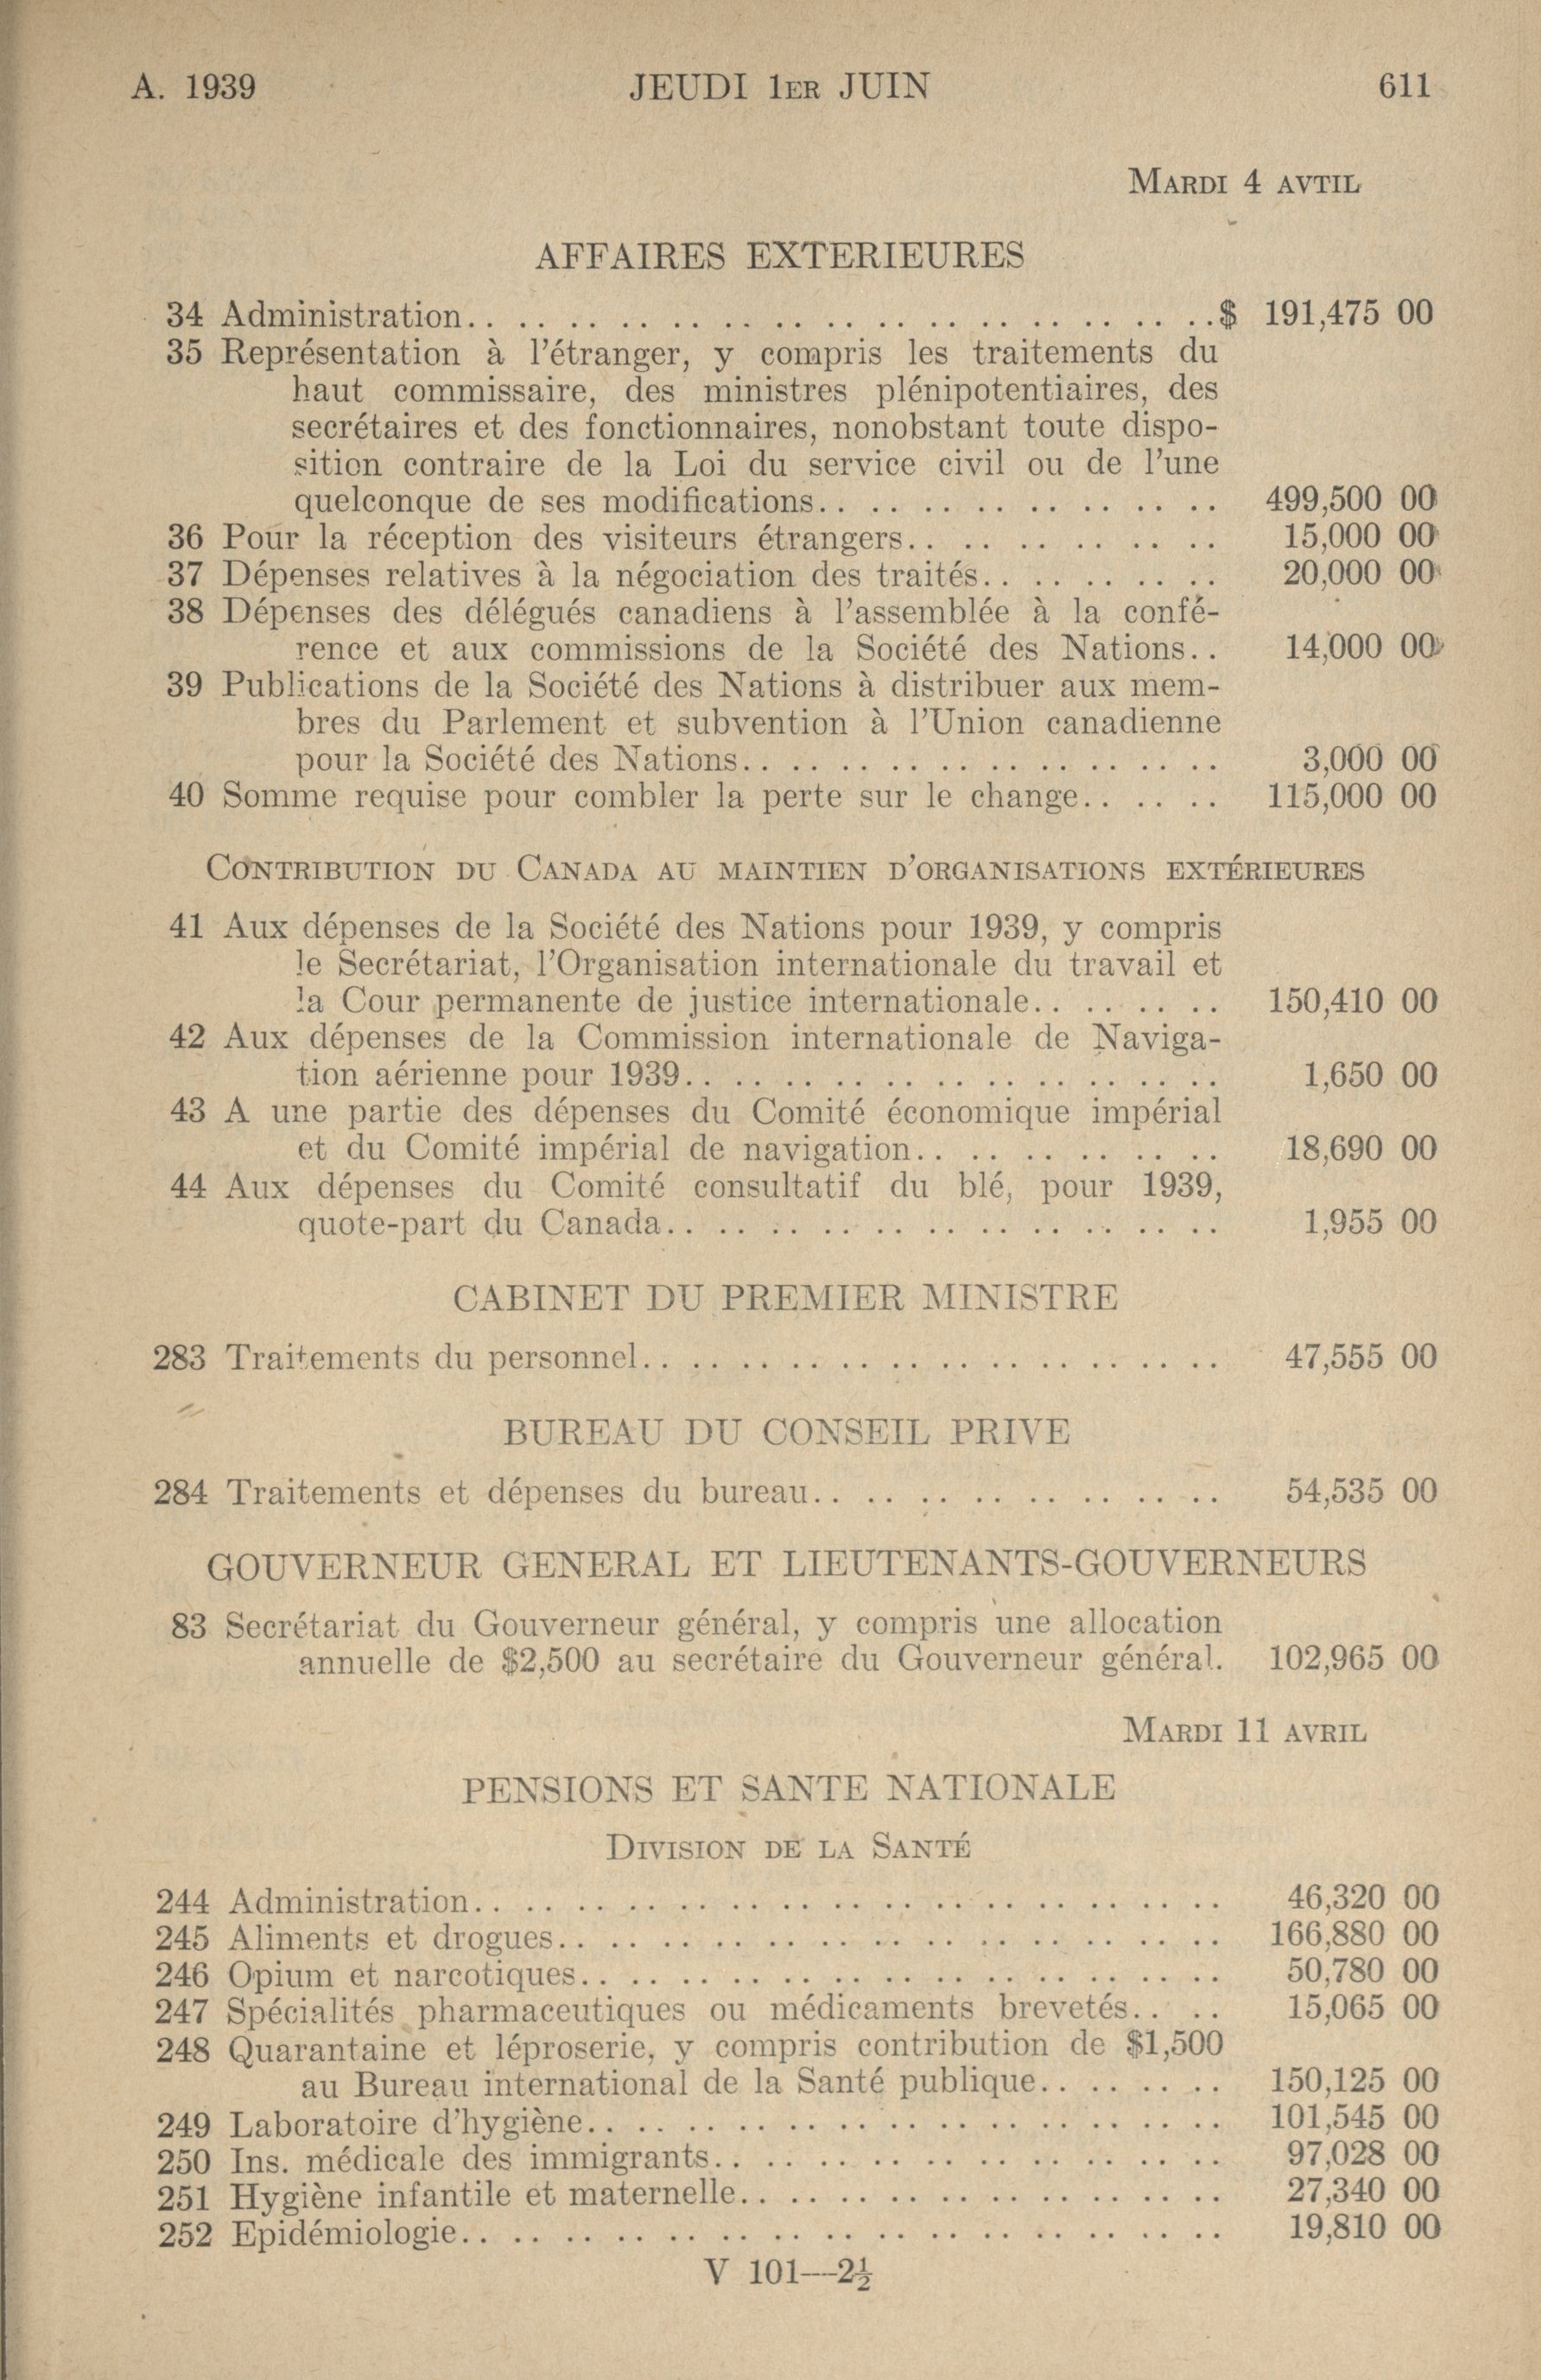 A. 1939 JEUDI 1ER JUIN 611
MARDI 4 AVTIL
AFFAIRES EXTERIEURES
34 Administration. . . . . . . . . . . . . . . . . . . . . . . . . . . . . .$ 191,475 00
35 Représentation à l'étranger, y compris les traitements du
haut commissaire, des ministres plénipotentiaires, des
secrétaires et des fonctionnaires, nonobstant toute dispo-
sition contraire de la Loi du service civil ou de l'une
quelconque de ses modifications. . . . . . . . . . . . . . . . 499,500 00
36 Pour la réception des visiteurs étrangers. . . . . . . . . . . . 15,000 00
37 Dépenses relatives à la négociation des traités. . . . . . . . . . 20,000 00
38 Dépenses des délégués canadiens à l'assemblée à la confé-
rence et aux commissions de la Société des Nations. . 14,000 00
39 Publications de la Société des Nations à distribuer aux mem-
bres du Parlement et subvention à l'Union canadienne
pour la Société des Nations. . . . . . . . . . . . . . . . . . . . 3,000 00
40 Somme requise pour combler la perte sur le change. . . . . . 115,000 00
CONTRIBUTION DU CANADA AU MAINTIEN D'ORGANISATIONS EXTÉRIEURES
41 Aux dépenses de la Société des Nations pour 1939, y compris
le Secrétariat, l'Organisation internationale du travail et
la Cour permanente de justice internationale. . . . . . . . 150,410 00
42 Aux dépenses de la Commission internationale de Naviga-
tion aérienne pour 1939. . . . . . . . . . . . . . . . . . . . . . 1,650 00
43 A une partie des dépenses du Comité économique impérial
et du Comité impérial de navigation. . . . . . . . . . . . 18,690 00
44 Aux dépenses du Comité consultatif du blé, pour 1939,
quote-part du Canada. . . . . . . . . . . . . . . . . . . . . . 1,955 00
CABINET DU PREMIER MINISTRE
283 Traitements du personnel. . . . . . . . . . . . . . . . . . . . . . . . 47,555 00
BUREAU DU CONSEIL PRIVE
284 Traitements et dépenses du bureau. . . . . . . . . . . . . . . . 54,535 00
GOUVERNEUR GENERAL ET LIEUTENANTS-GOUVERNEURS
83 Secrétariat du Gouverneur général, y compris une allocation
annuelle de $2,500 au secrétaire du Gouverneur général. 102,965 00
MARDI 11 AVRIL
PENSIONS ET SANTE NATIONALE
DIVISION DE LA SANTÉ
244 Administration. . . . . . . . . . . . . . . . . . . . . . . . . . . . . . 46,320 00
245 Aliments et drogues. . . . . . . . . . . . . . . . . . . . . . . . . . 166,880 00
246 Opium et narcotiques. . . . . . . . . . . . . . . . . . . . . . . . . . 50,780 00
247 Spécialités pharmaceutiques ou médicaments brevetés. . . . 15,065 00
248 Quarantaine et léproserie, y compris contribution de $1,500
au Bureau international de la Santé publique. . . . . . . . 150,125 00
249 Laboratoire d'hygiène. . . . . . . . . . . . . . . . . . . . . . . . . . 101,545 00
250 Ins. médicale des immigrants. . . . . . . . . . . . . . . . . . . . 97,028 00
251 Hygiène infantile et maternelle. . . . . . . . . . . . . . . . . . . . 27,340 00
252 Epidémiologie. . . . . . . . . . . . . . . . . . . . . . . . . . . . . . 19,810 00
V 101—2½